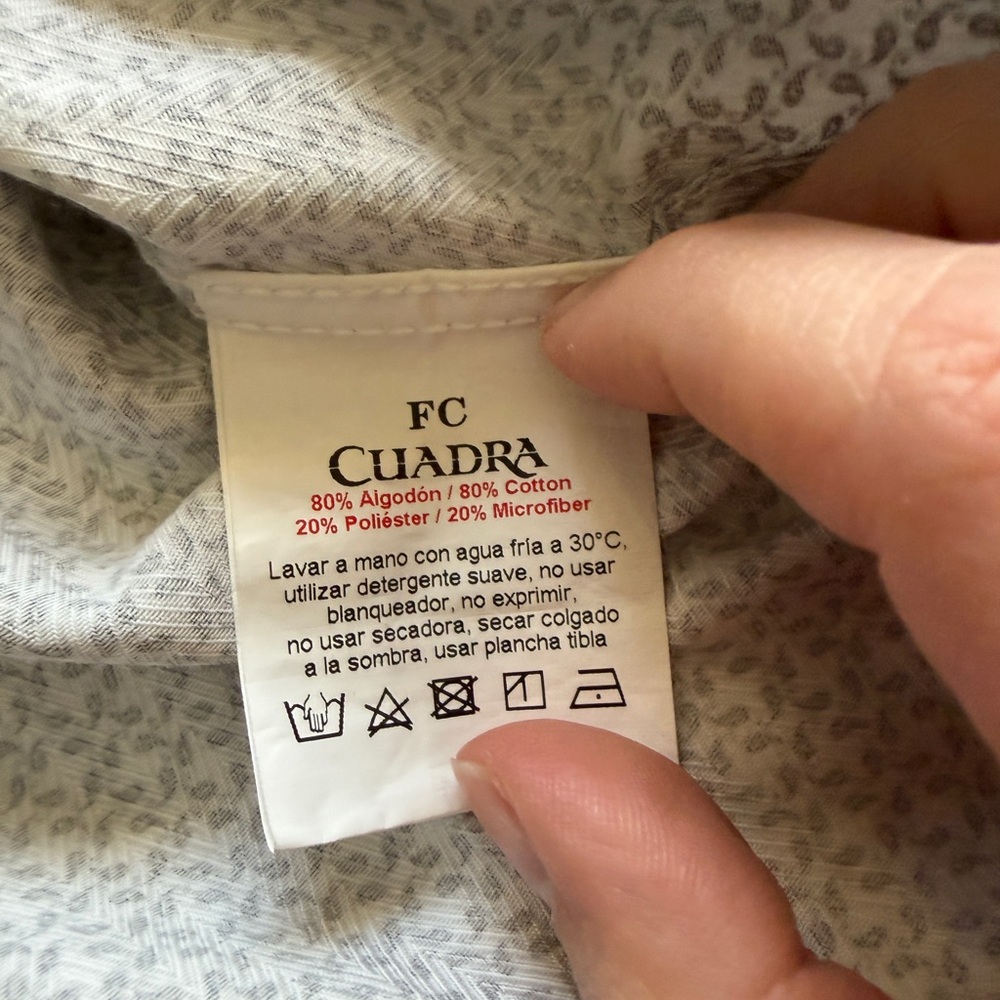 FC
CUADRA
80% Algodón / 80% Cotton
20% Poliéster / 20% Microfiber
Lavar a mano con agua fría a 30°C,
utilizar detergente suave, no usar
blanqueador, no exprimir,
no usar secadora, secar colgado
a la sombra, usar plancha tibla